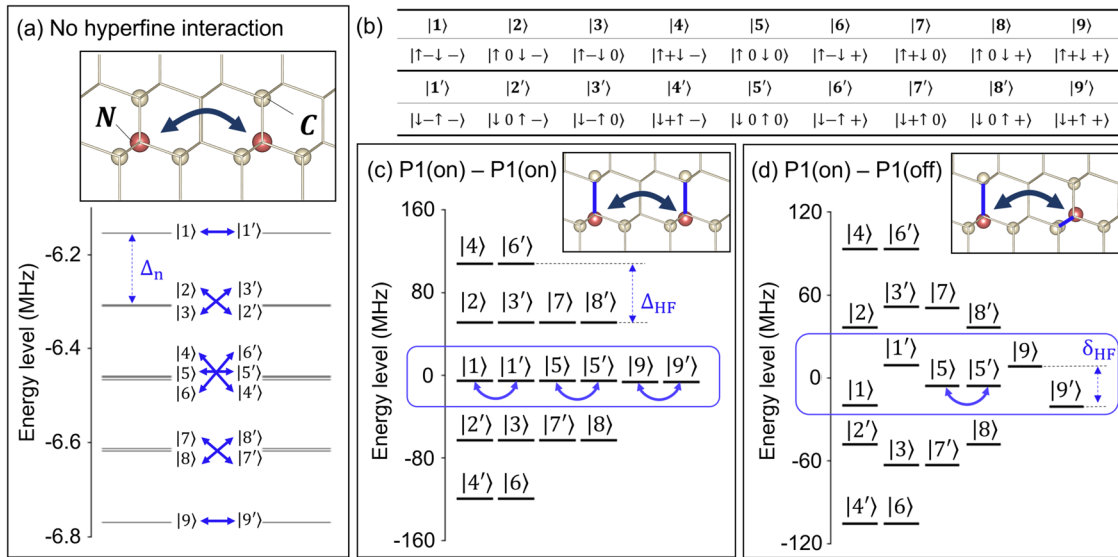 (a) No hyperfine interaction
N
C
Energy level (MHz)
-6.2
-6.4
-6.6
-6.8
Δn
|1⟩ |1′⟩
|2⟩ |3′⟩
|3⟩ |2′⟩
|4⟩ |6′⟩
|5⟩ |5′⟩
|6⟩ |4′⟩
|7⟩ |8′⟩
|8⟩ |7′⟩
|9⟩ |9′⟩
(b)
|1⟩ |2⟩ |3⟩ |4⟩ |5⟩ |6⟩ |7⟩ |8⟩ |9⟩
|↑−↓ −⟩ |↑ 0 ↓ −⟩ |↑−↓ 0⟩ |↑+↓ −⟩ |↑ 0 ↓ 0⟩ |↑−↓ +⟩ |↑+↓ 0⟩ |↑ 0 ↓ +⟩ |↑+↓ +⟩
|1′⟩ |2′⟩ |3′⟩ |4′⟩ |5′⟩ |6′⟩ |7′⟩ |8′⟩ |9′⟩
|↓−↑ −⟩ |↓ 0 ↑ −⟩ |↓−↑ 0⟩ |↓+↑ −⟩ |↓ 0 ↑ 0⟩ |↓−↑ +⟩ |↓+↑ 0⟩ |↓ 0 ↑ +⟩ |↓+↑ +⟩
(c) P1(on) – P1(on)
Energy level (MHz)
160
80
0
-80
-160
|4⟩ |6′⟩
ΔHF
|2⟩ |3′⟩ |7⟩ |8′⟩
|1⟩ |1′⟩ |5⟩ |5′⟩ |9⟩ |9′⟩
|2′⟩ |3⟩ |7′⟩ |8⟩
|4′⟩ |6⟩
(d) P1(on) – P1(off)
Energy level (MHz)
120
60
0
-60
-120
|4⟩ |6′⟩
|3′⟩ |7⟩
|2⟩ |8′⟩
|1′⟩ |9⟩
δHF
|5⟩ |5′⟩
|1⟩ |9′⟩
|2′⟩ |8⟩
|3⟩ |7′⟩
|4′⟩ |6⟩